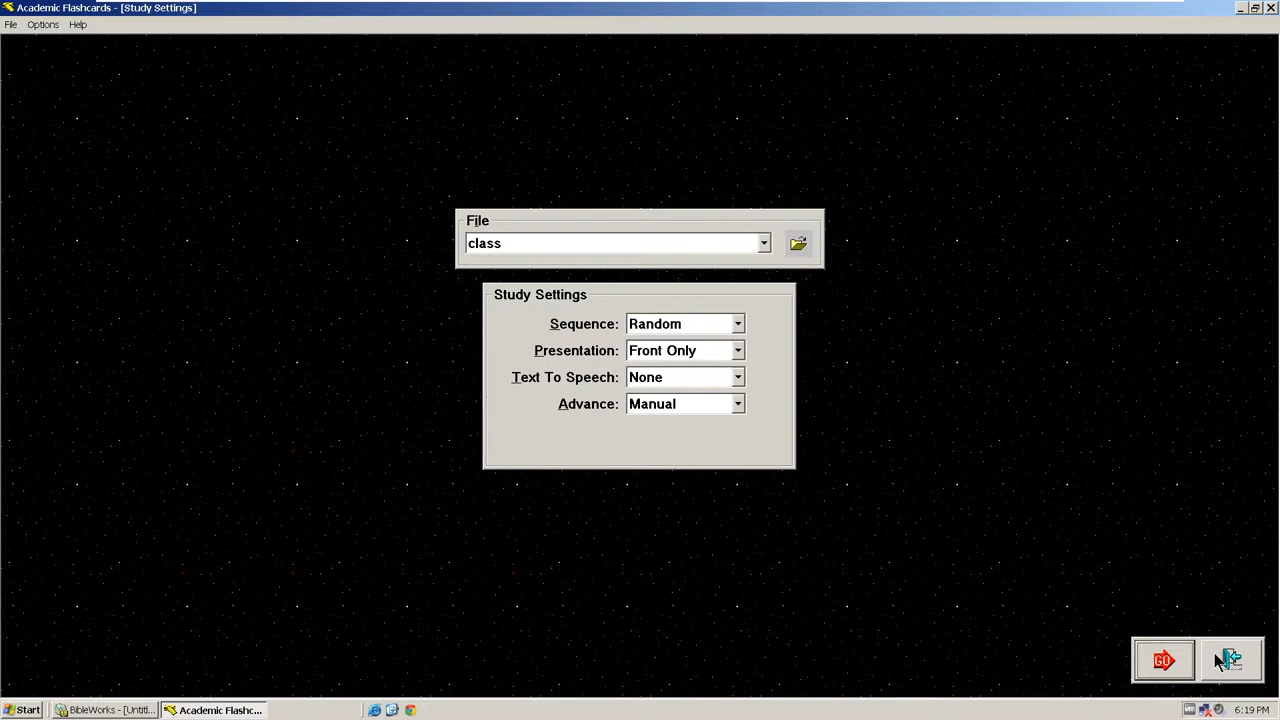 Academic Flashcards - [Study Settings]
File Options Help
File
class
Study Settings
Sequence: Random
Presentation: Front Only
Text To Speech: None
Advance: Manual
GO
Start BibleWorks - [Untitl... Academic Flashc... 6:19 PM